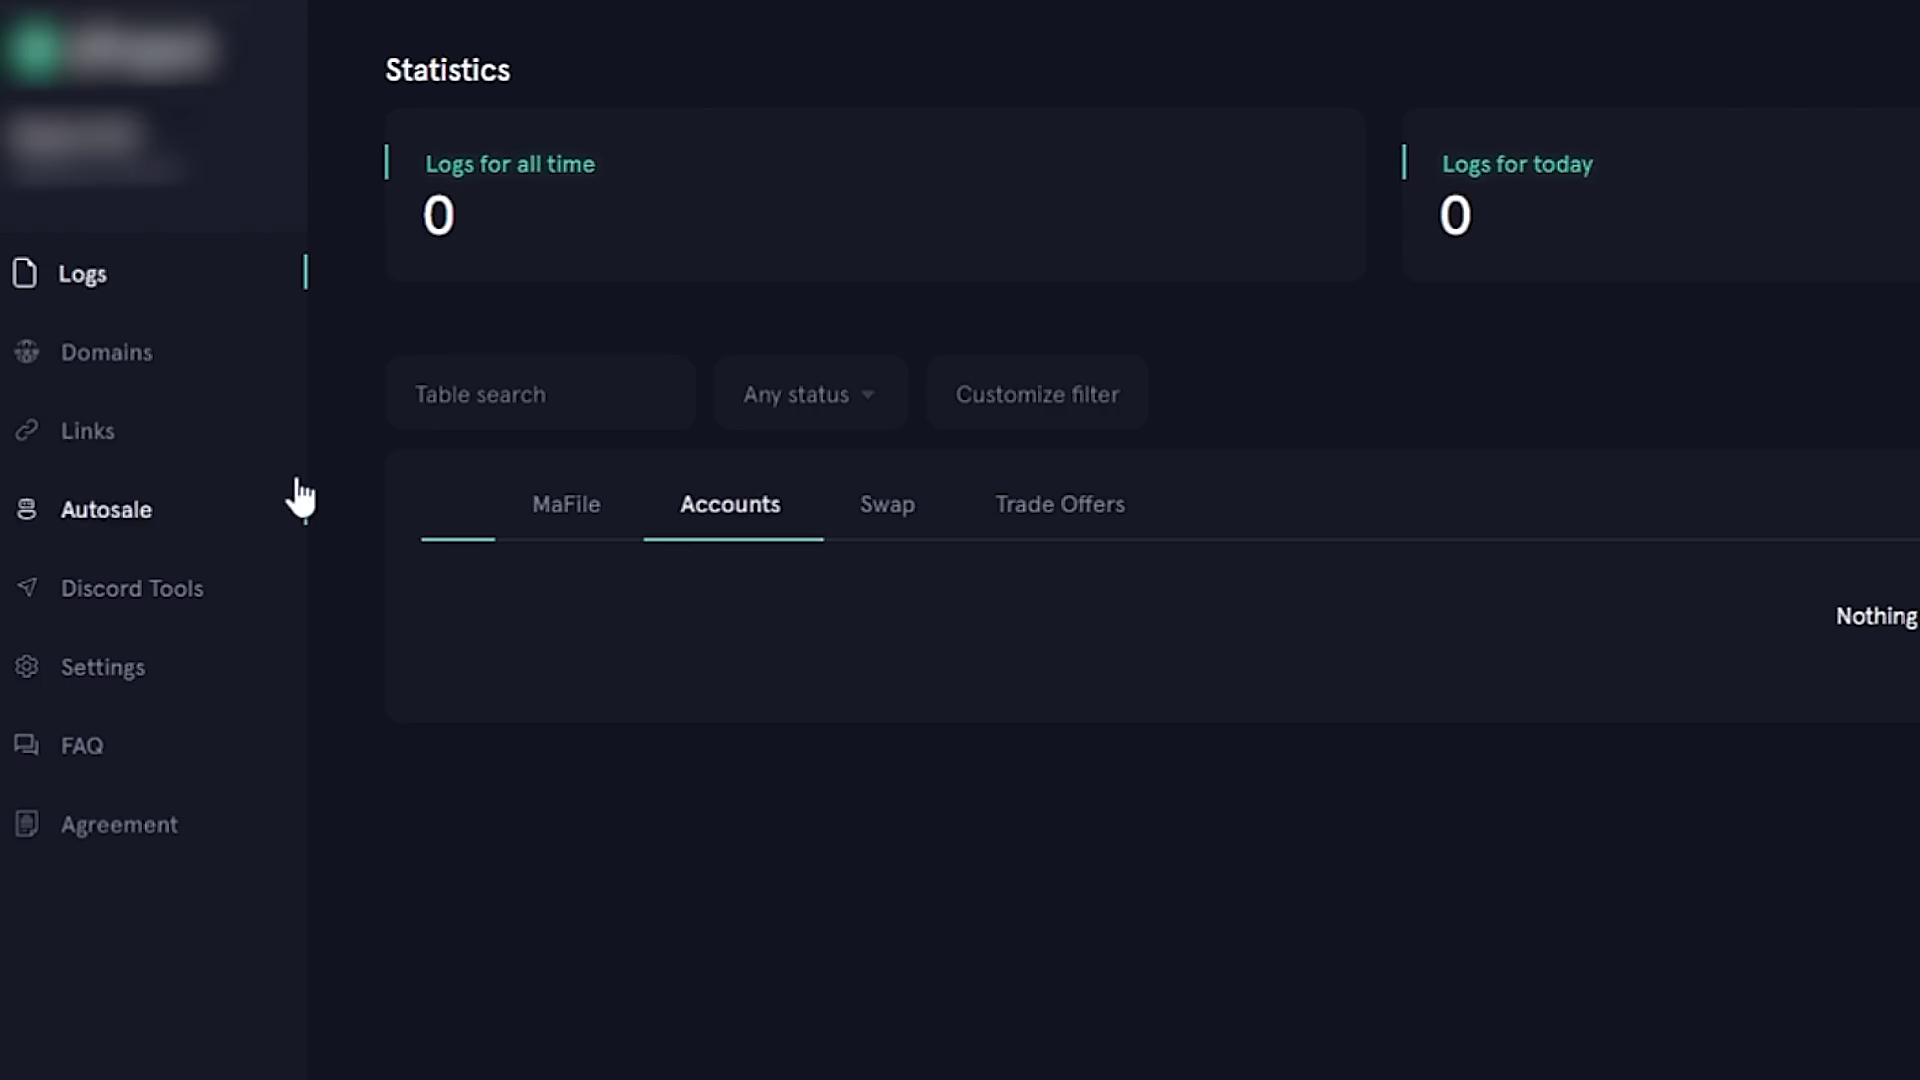 Statistics
Logs for all time
0
Logs for today
0
Logs
Domains
Links
Autosale
Discord Tools
Settings
FAQ
Agreement
Table search
Any status
Customize filter
MaFile
Accounts
Swap
Trade Offers
Nothing